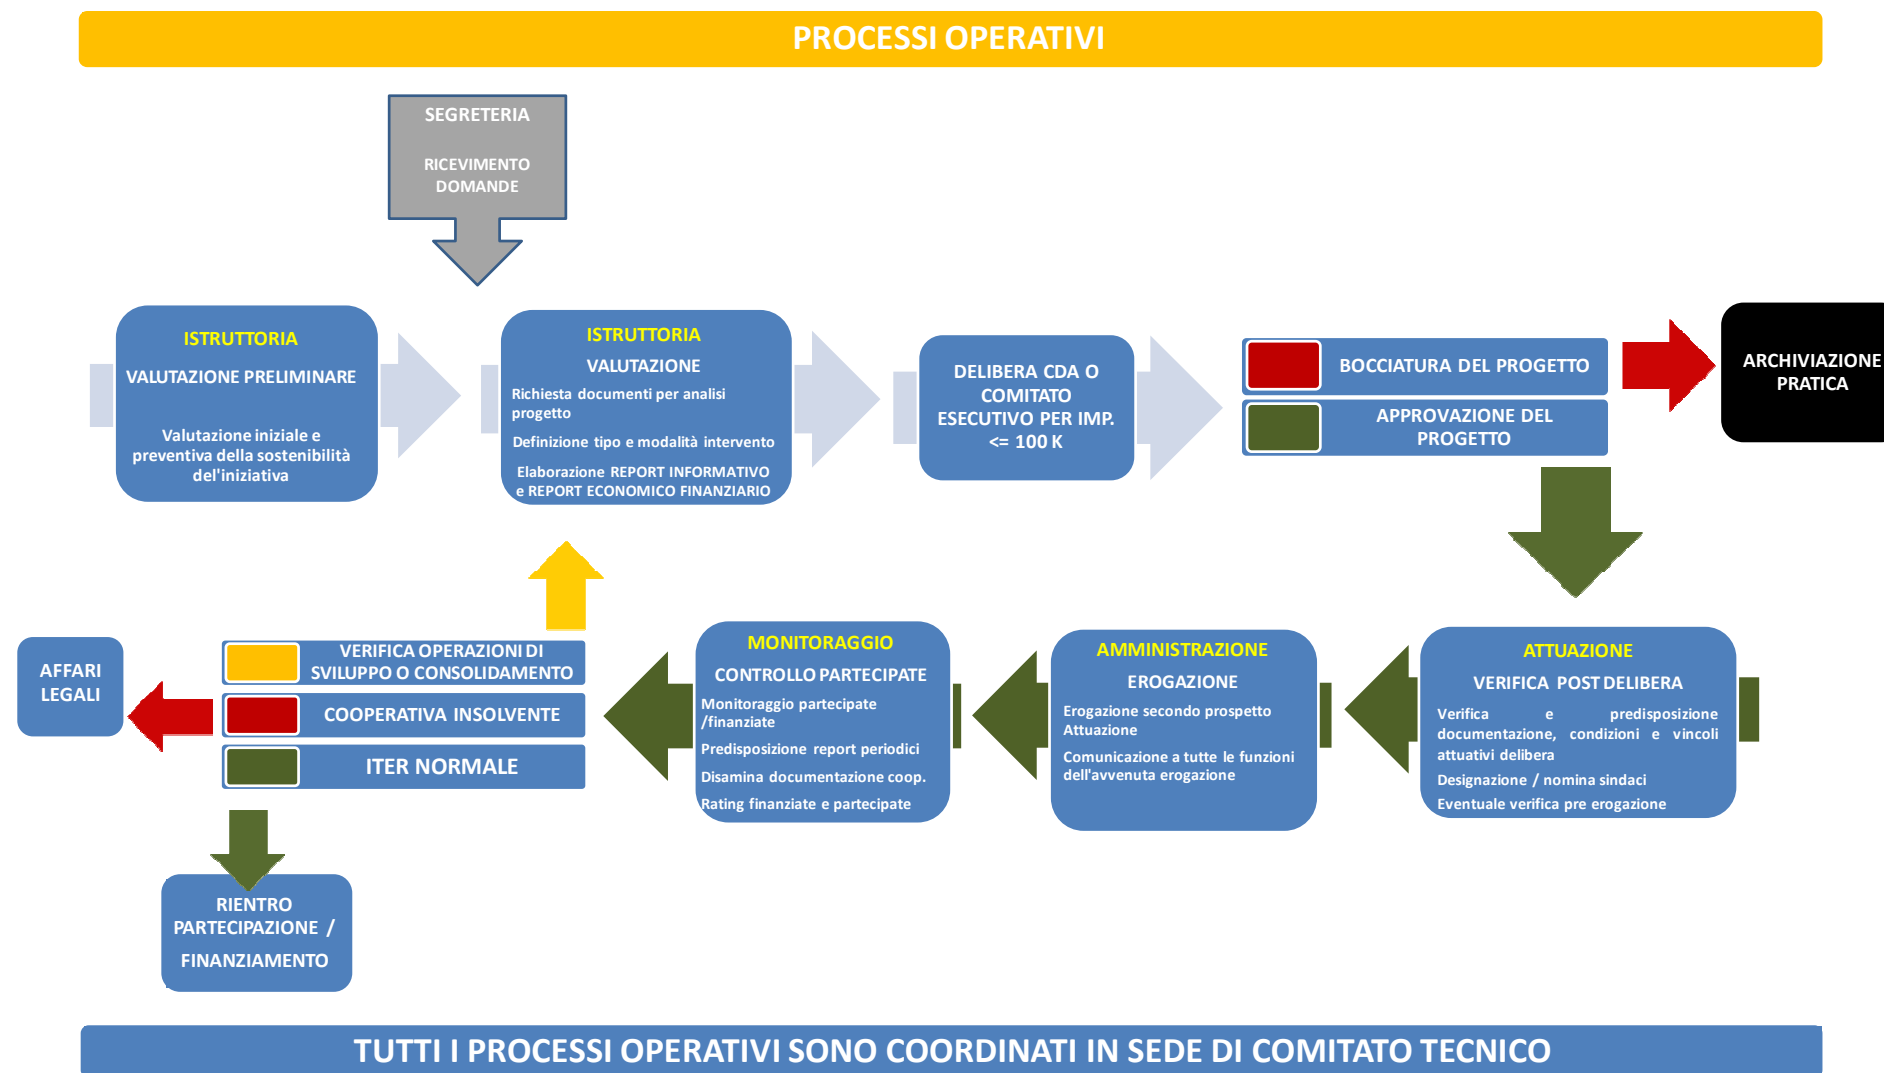 PROCESSI OPERATIVI
SEGRETERIA
RICEVIMENTO
DOMANDE
ISTRUTTORIA
VALUTAZIONE PRELIMINARE
Valutazione iniziale e
preventiva della sostenibilità
del'iniziativa
ISTRUTTORIA
VALUTAZIONE
Richiesta documenti per analisi
progetto
Definizione tipo e modalità intervento
Elaborazione REPORT INFORMATIVO
e REPORT ECONOMICO FINANZIARIO
DELIBERA CDA O
COMITATO
ESECUTIVO PER IMP.
<= 100 K
BOCCIATURA DEL PROGETTO
APPROVAZIONE DEL
PROGETTO
ARCHIVIAZIONE
PRATICA
AFFARI
LEGALI
VERIFICA OPERAZIONI DI
SVILUPPO O CONSOLIDAMENTO
COOPERATIVA INSOLVENTE
ITER NORMALE
MONITORAGGIO
CONTROLLO PARTECIPATE
Monitoraggio partecipate
/finanziate
Predisposizione report periodici
Disamina documentazione coop.
Rating finanziate e partecipate
AMMINISTRAZIONE
EROGAZIONE
Erogazione secondo prospetto
Attuazione
Comunicazione a tutte le funzioni
dell'avvenuta erogazione
ATTUAZIONE
VERIFICA POST DELIBERA
Verifica e predisposizione
documentazione, condizioni e vincoli
attuativi delibera
Designazione / nomina sindaci
Eventuale verifica pre erogazione
RIENTRO
PARTECIPAZIONE /
FINANZIAMENTO
TUTTI I PROCESSI OPERATIVI SONO COORDINATI IN SEDE DI COMITATO TECNICO